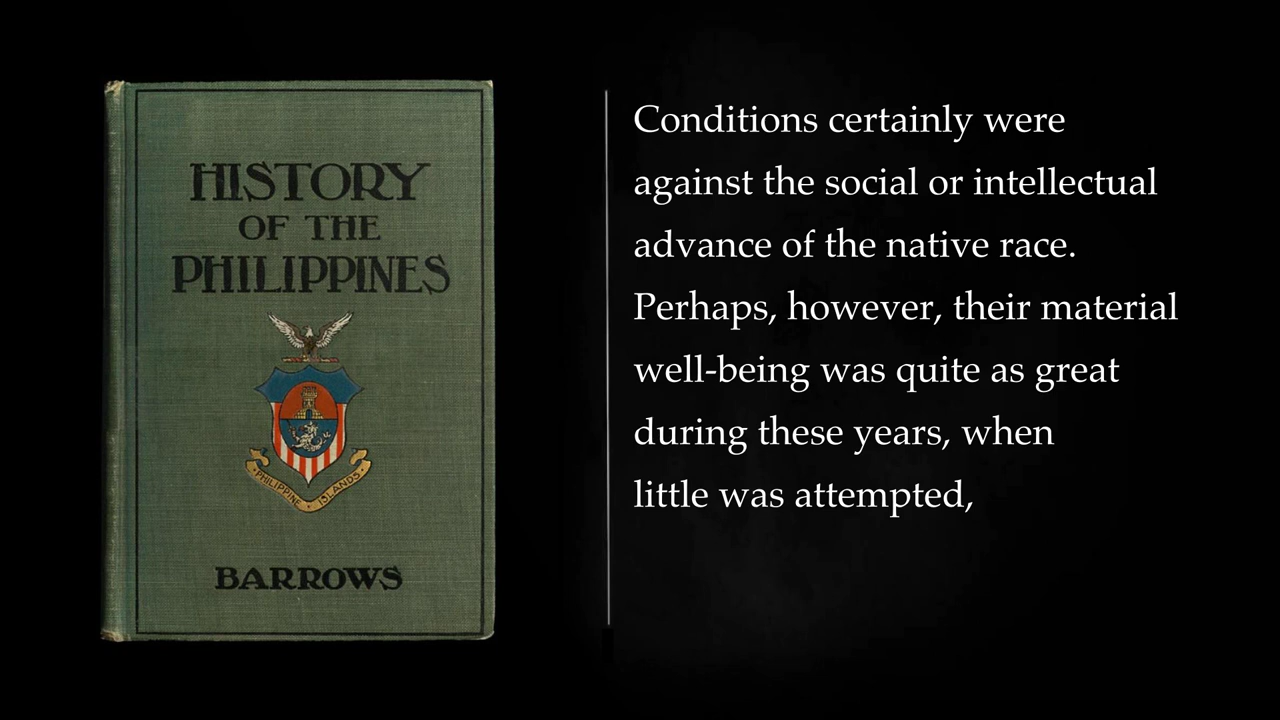 HISTORY
OF THE
PHILIPPINES
PHILIPPINE ISLANDS
BARROWS
Conditions certainly were
against the social or intellectual
advance of the native race.
Perhaps, however, their material
well-being was quite as great
during these years, when
little was attempted,